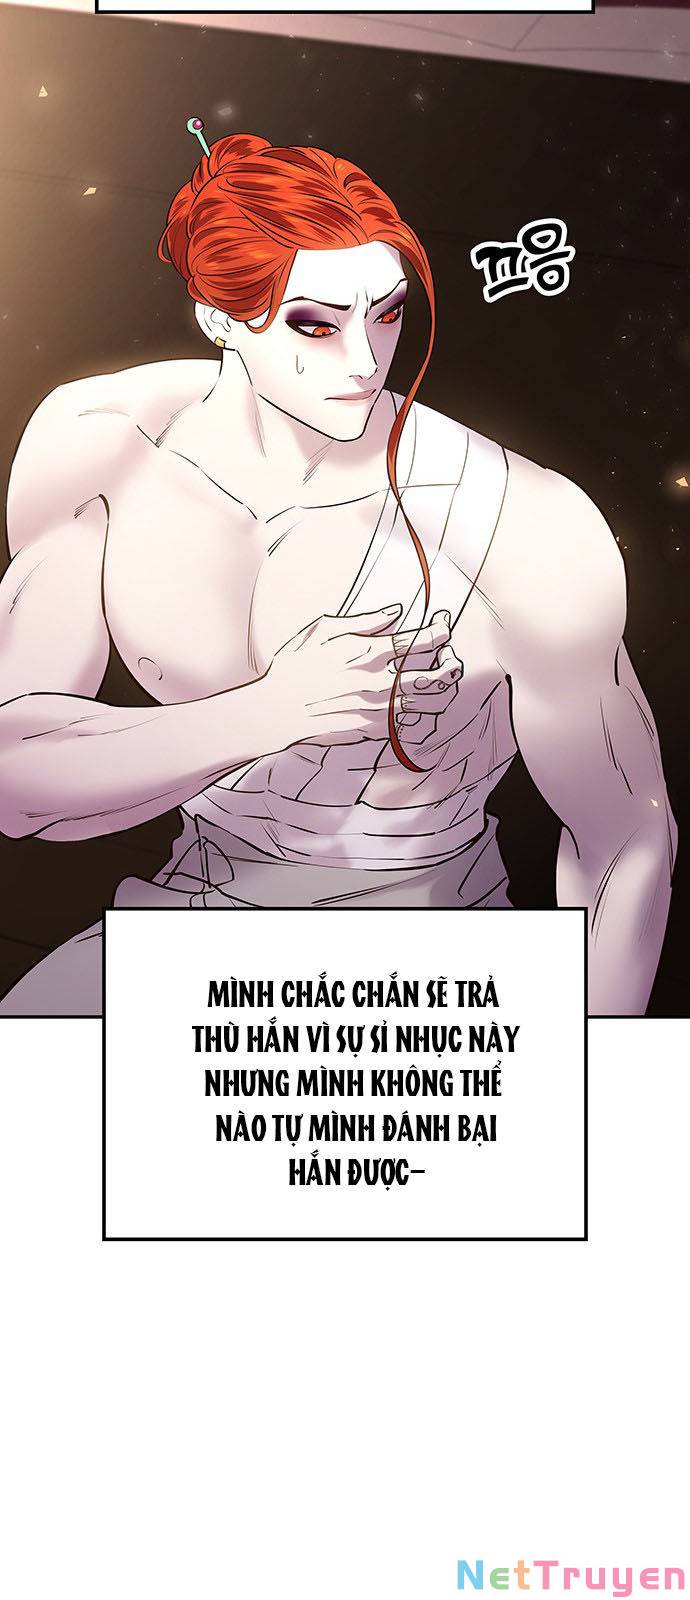 끄응
MÌNH CHẮC CHẮN SẼ TRẢ
THÙ HẮN VÌ SỰ SỈ NHỤC NÀY
NHƯNG MÌNH KHÔNG THỂ
NÀO TỰ MÌNH ĐÁNH BẠI
HẮN ĐƯỢC-
NetTruyen